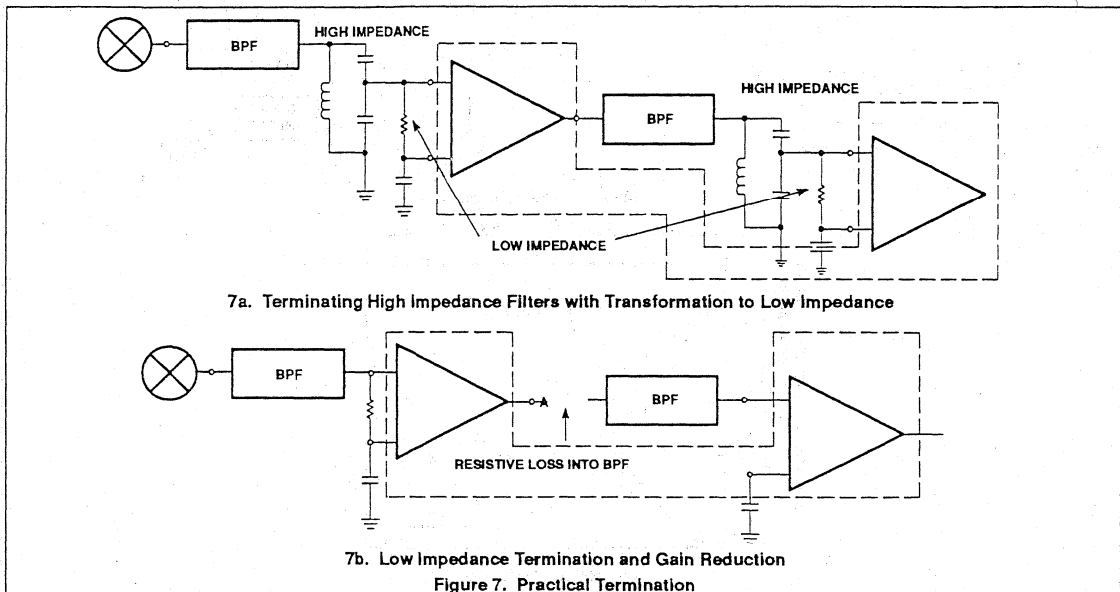 HIGH IMPEDANCE
BPF
HIGH IMPEDANCE
BPF
LOW IMPEDANCE
7a. Terminating High Impedance Filters with Transformation to Low Impedance
BPF
BPF
A
RESISTIVE LOSS INTO BPF
7b. Low Impedance Termination and Gain Reduction
Figure 7. Practical Termination